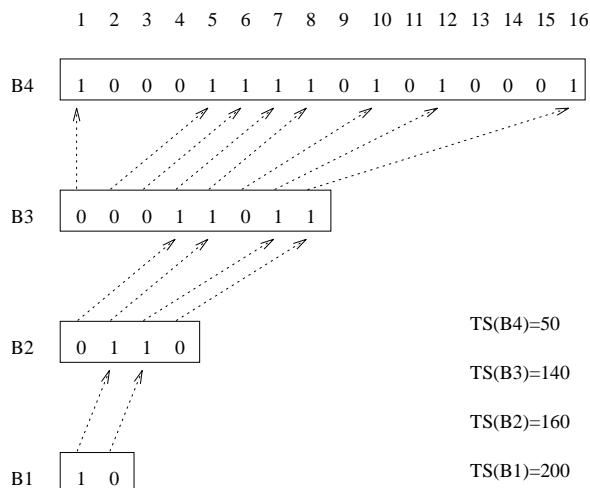 1 2 3 4 5 6 7 8 9 10 11 12 13 14 15 16
B4 1 0 0 0 1 1 1 1 0 1 0 1 0 0 0 1
B3 0 0 0 1 1 0 1 1
TS(B4)=50
B2 0 1 1 0
TS(B3)=140
TS(B2)=160
B1 1 0
TS(B1)=200